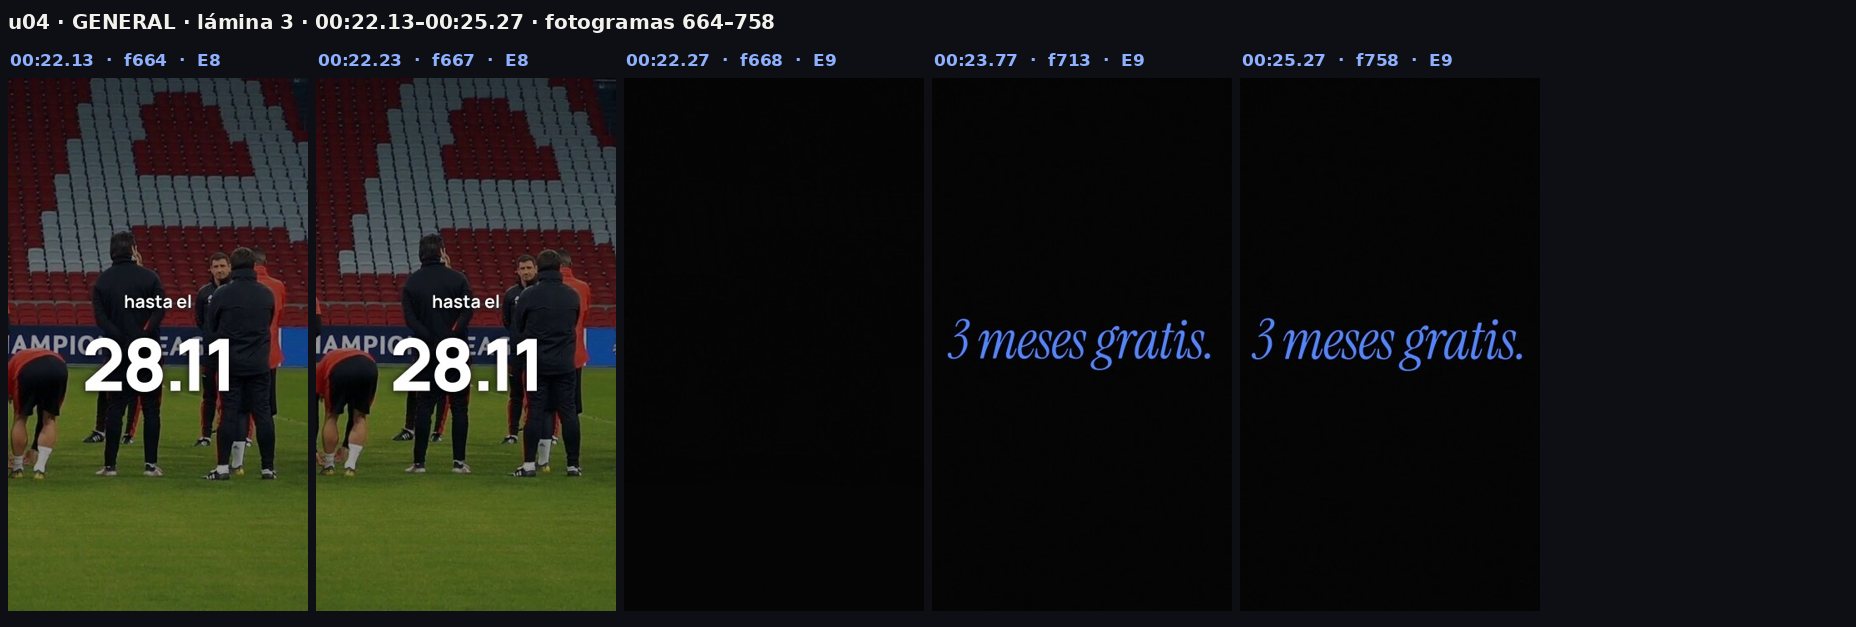 u04 · GENERAL · lámina 3 · 00:22.13–00:25.27 · fotogramas 664–758
00:22.13 · f664 · E8
00:22.23 · f667 · E8
00:22.27 · f668 · E9
00:23.77 · f713 · E9
00:25.27 · f758 · E9
hasta el
28.11
hasta el
28.11
3 meses gratis.
3 meses gratis.